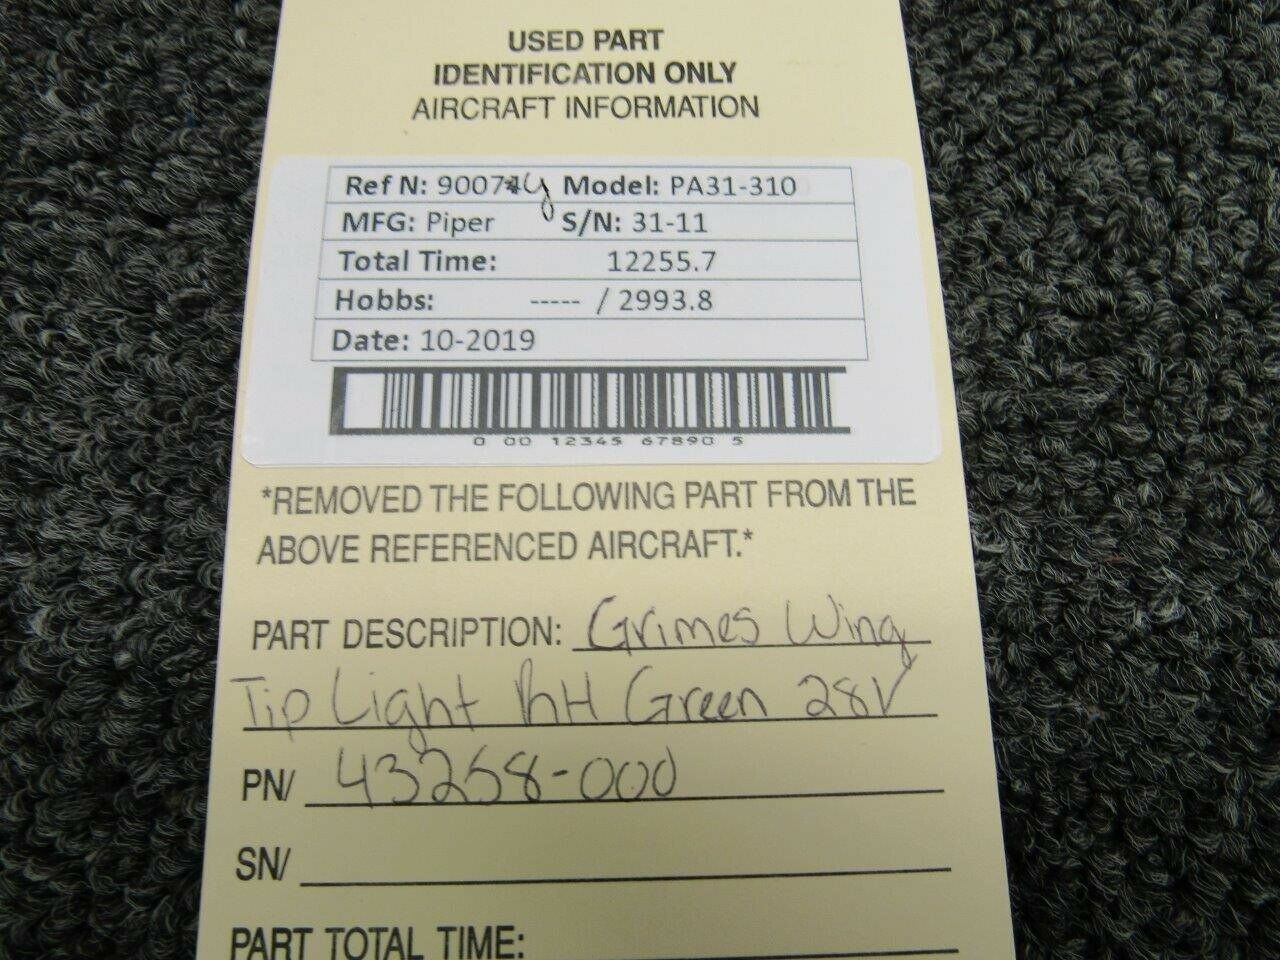 USED PART
IDENTIFICATION ONLY
AIRCRAFT INFORMATION
Ref N: Model: PA31-310
MFG: Piper S/N: 31-11
Total Time: 12255.7
Hobbs: ----- / 2993.8
Date: 10-2019
0 00 12345 67890 5
*REMOVED THE FOLLOWING PART FROM THE
ABOVE REFERENCED AIRCRAFT.*
PART DESCRIPTION: Grimes Wing
Tip Light RH Green 28V
PN/ 43258-000
SN/
PART TOTAL TIME: